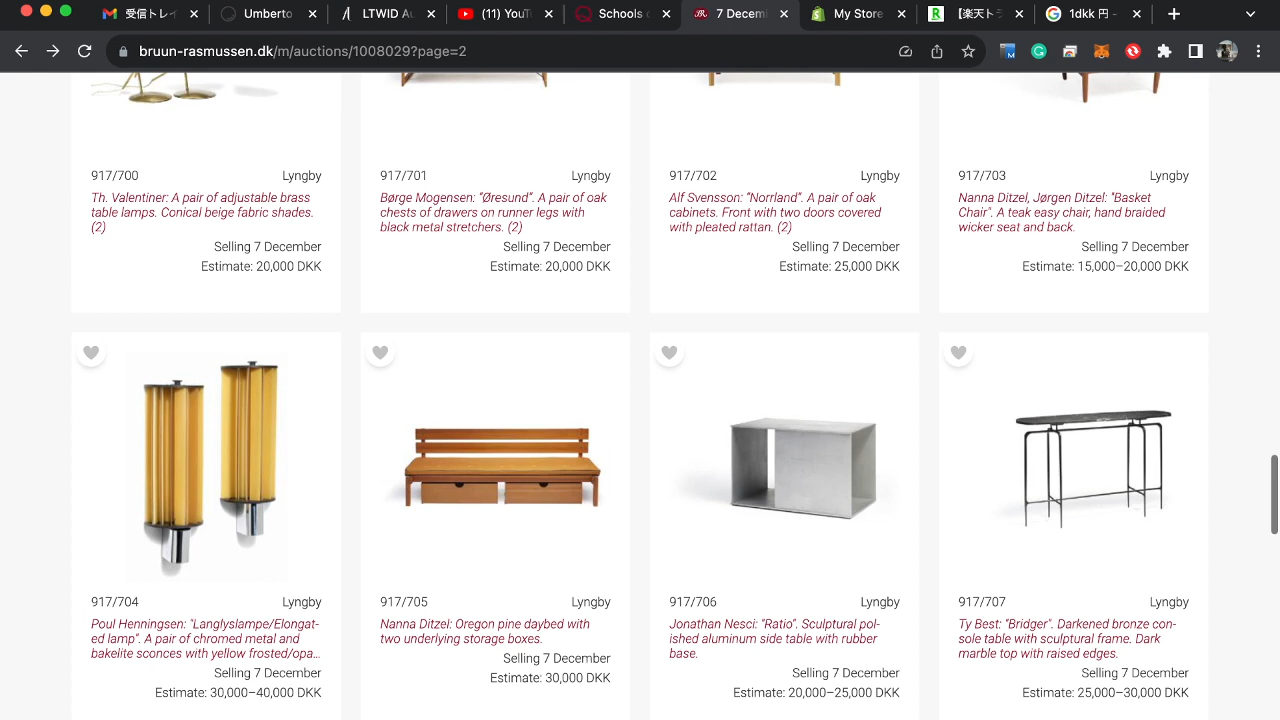 受信トレイ
Umberto
LTWID Au
(11) YouTu
Schools o
7 Decemb
My Store
【楽天トラ
1dkk 円 -
bruun-rasmussen.dk/m/auctions/1008029?page=2
917/700 Lyngby
Th. Valentiner: A pair of adjustable brass
table lamps. Conical beige fabric shades.
(2)
Selling 7 December
Estimate: 20,000 DKK
917/701 Lyngby
Børge Mogensen: “Øresund”. A pair of oak
chests of drawers on runner legs with
black metal stretchers. (2)
Selling 7 December
Estimate: 20,000 DKK
917/702 Lyngby
Alf Svensson: “Norrland”. A pair of oak
cabinets. Front with two doors covered
with pleated rattan. (2)
Selling 7 December
Estimate: 25,000 DKK
917/703 Lyngby
Nanna Ditzel, Jørgen Ditzel: "Basket
Chair". A teak easy chair, hand braided
wicker seat and back.
Selling 7 December
Estimate: 15,000–20,000 DKK
917/704 Lyngby
Poul Henningsen: "Langlyslampe/Elongat-
ed lamp". A pair of chromed metal and
bakelite sconces with yellow frosted/opa...
Selling 7 December
Estimate: 30,000–40,000 DKK
917/705 Lyngby
Nanna Ditzel: Oregon pine daybed with
two underlying storage boxes.
Selling 7 December
Estimate: 30,000 DKK
917/706 Lyngby
Jonathan Nesci: “Ratio”. Sculptural pol-
ished aluminum side table with rubber
base.
Selling 7 December
Estimate: 20,000–25,000 DKK
917/707 Lyngby
Ty Best: "Bridger". Darkened bronze con-
sole table with sculptural frame. Dark
marble top with raised edges.
Selling 7 December
Estimate: 25,000–30,000 DKK